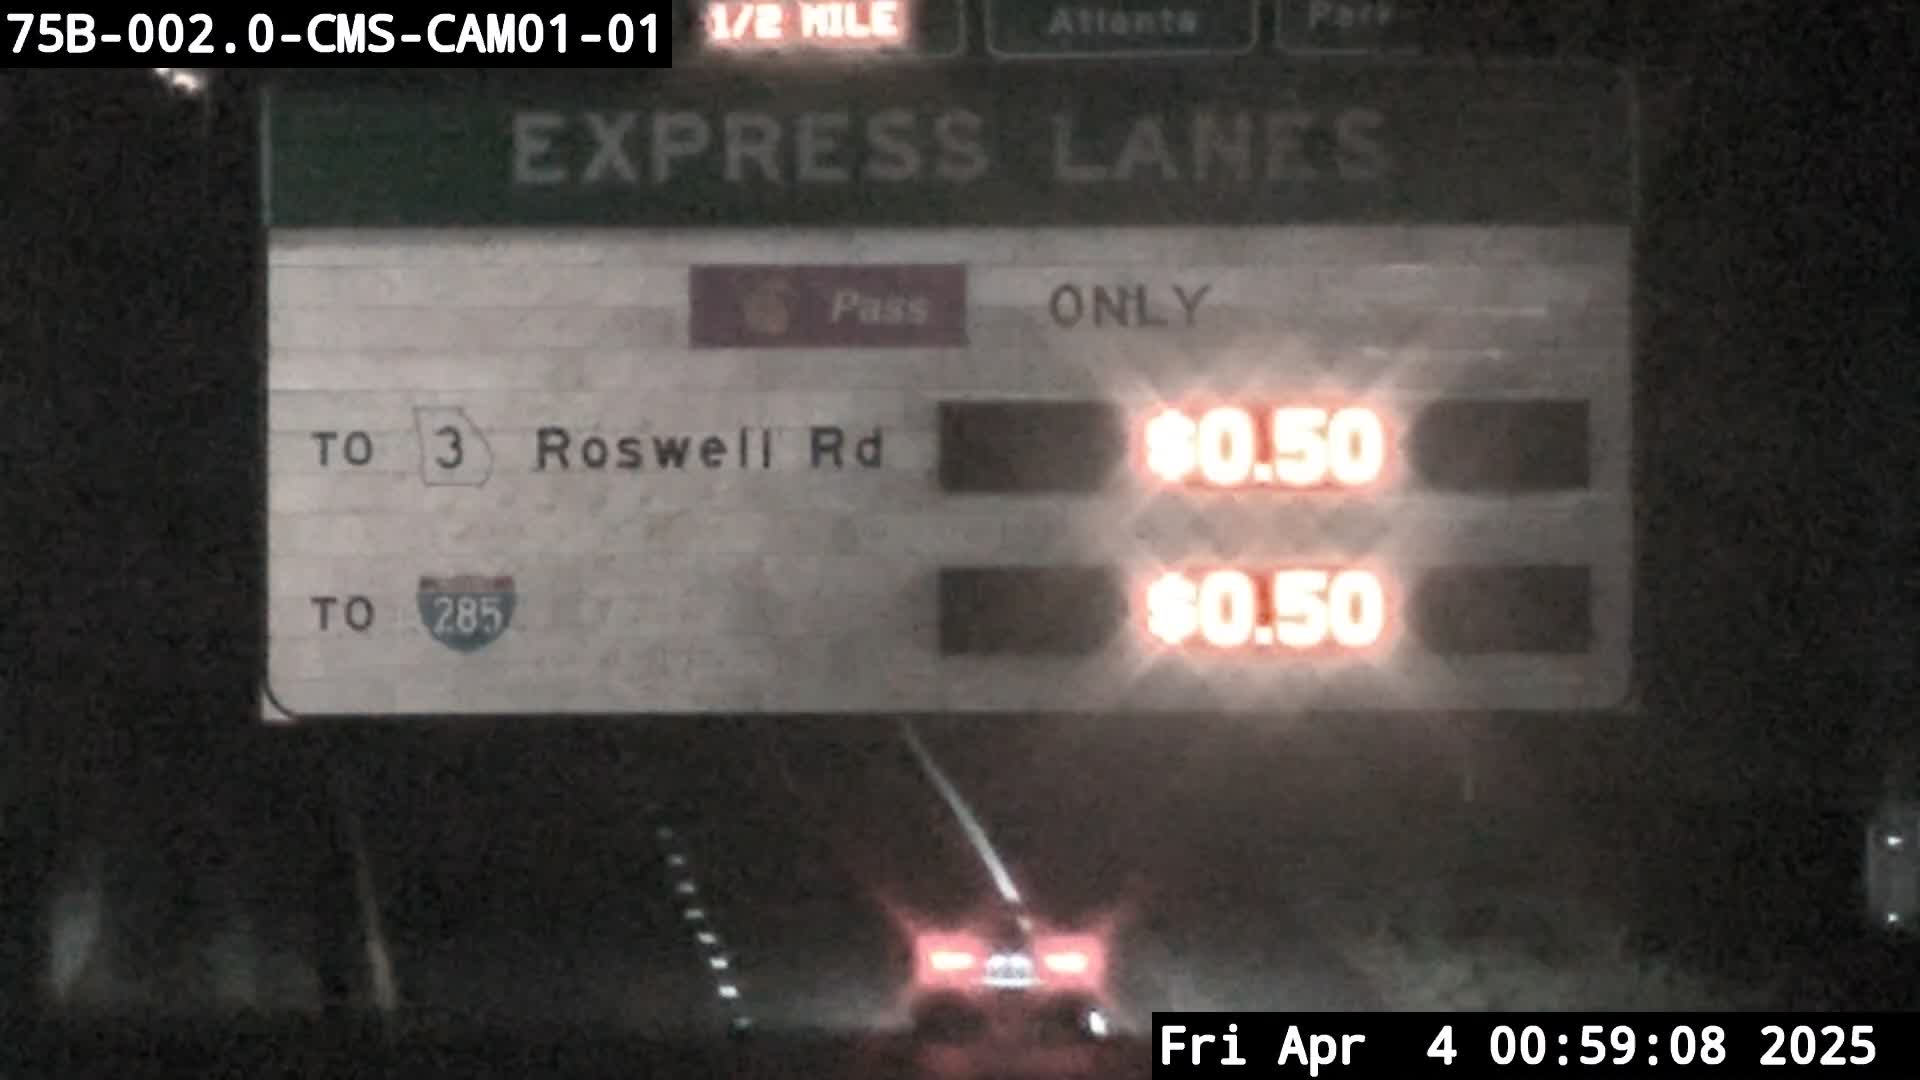 75B-002.0-CMS-CAM01-01
1/2 MILE
Atlanta
EXPRESS LANES
Pass ONLY
TO 3 Roswell Rd $0.50
TO 285 $0.50
Fri Apr 4 00:59:08 2025